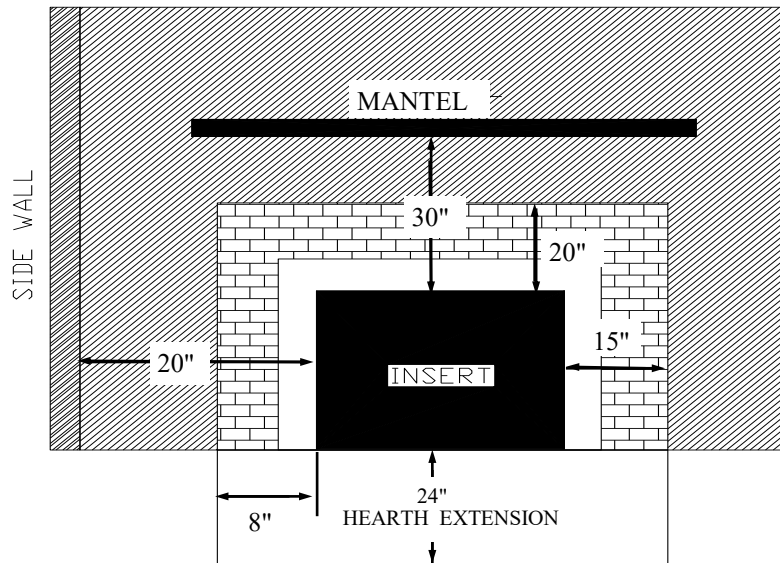 MANTEL
SIDE WALL
30"
20"
15"
20"
INSERT
24"
8"
HEARTH EXTENSION